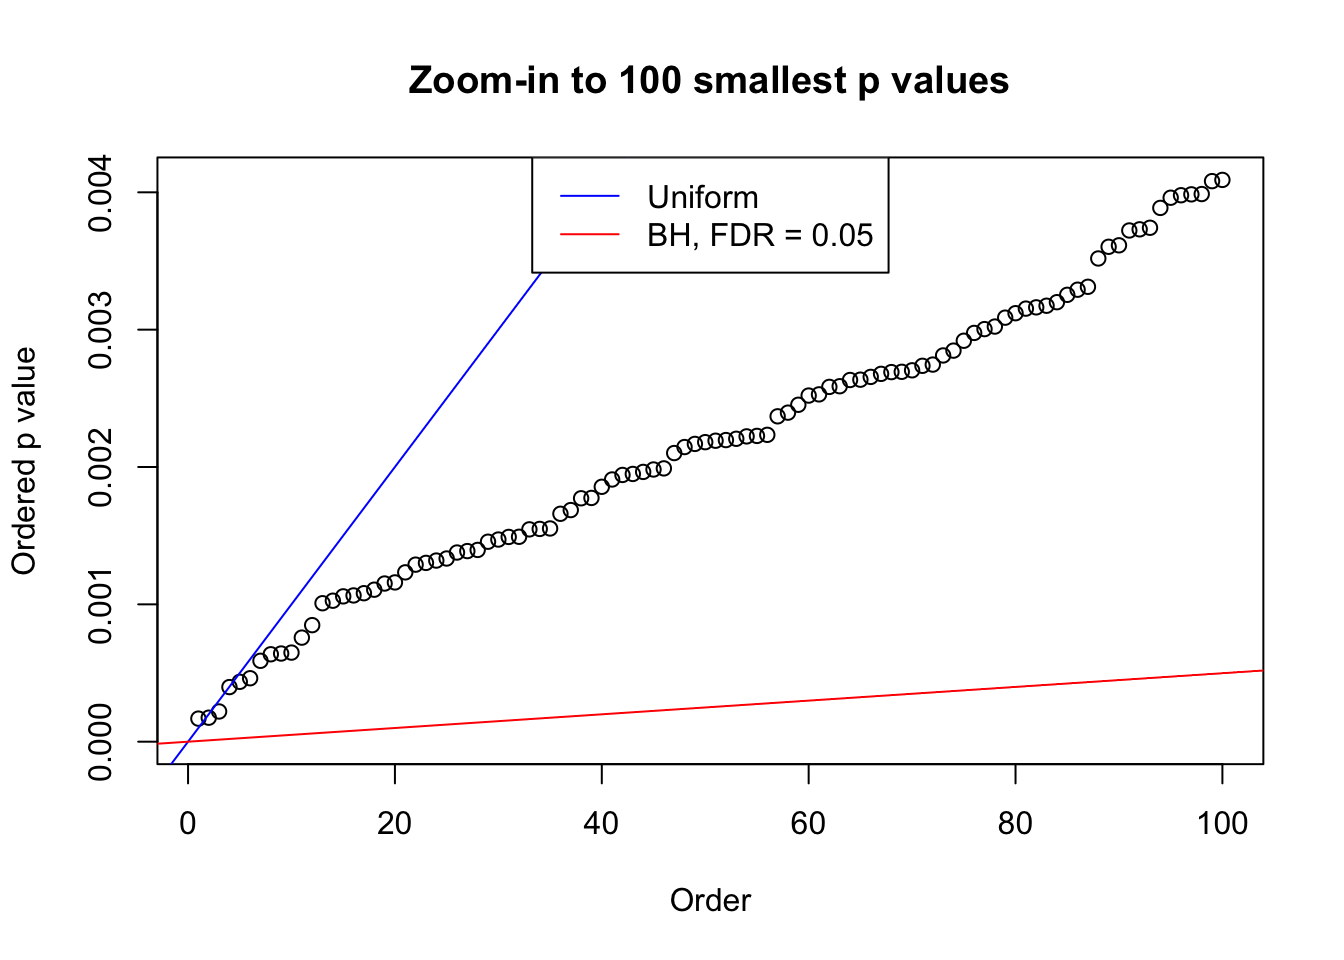 Zoom-in to 100 smallest p values
Uniform
BH, FDR = 0.05
Ordered p value
0.004
0.003
0.002
0.001
0.000
0 20 40 60 80 100
Order